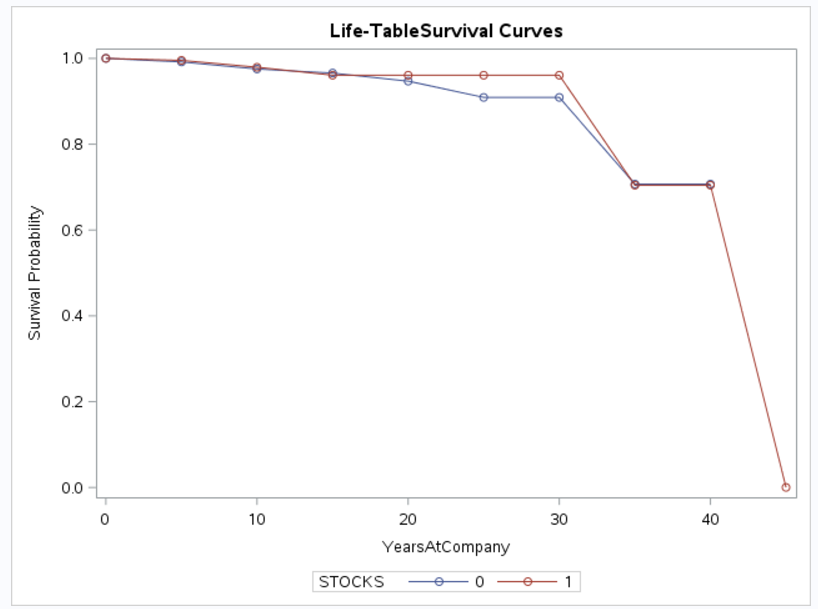 Life-TableSurvival Curves
1.0
0.8
0.6
0.4
0.2
0.0
Survival Probability
0 10 20 30 40
YearsAtCompany
STOCKS 0 1